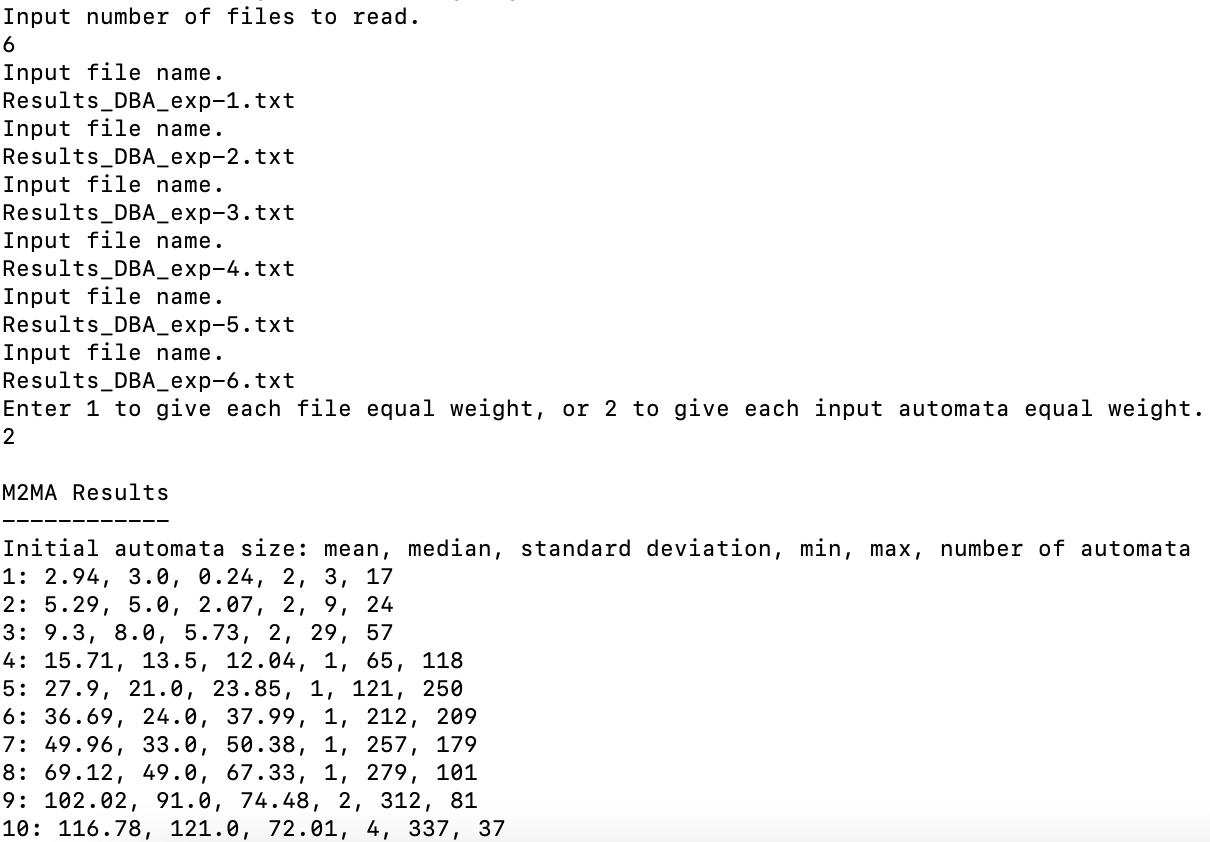 Input number of files to read.
6
Input file name.
Results_DBA_exp-1.txt
Input file name.
Results_DBA_exp-2.txt
Input file name.
Results_DBA_exp-3.txt
Input file name.
Results_DBA_exp-4.txt
Input file name.
Results_DBA_exp-5.txt
Input file name.
Results_DBA_exp-6.txt
Enter 1 to give each file equal weight, or 2 to give each input automata equal weight.
2
M2MA Results
------------
Initial automata size: mean, median, standard deviation, min, max, number of automata
1: 2.94, 3.0, 0.24, 2, 3, 17
2: 5.29, 5.0, 2.07, 2, 9, 24
3: 9.3, 8.0, 5.73, 2, 29, 57
4: 15.71, 13.5, 12.04, 1, 65, 118
5: 27.9, 21.0, 23.85, 1, 121, 250
6: 36.69, 24.0, 37.99, 1, 212, 209
7: 49.96, 33.0, 50.38, 1, 257, 179
8: 69.12, 49.0, 67.33, 1, 279, 101
9: 102.02, 91.0, 74.48, 2, 312, 81
10: 116.78, 121.0, 72.01, 4, 337, 37